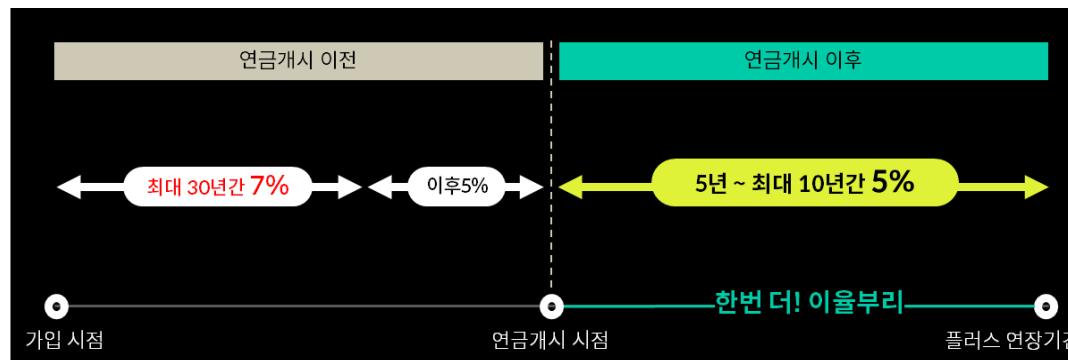 연금개시 이전
연금개시 이후
최대 30년간 7%
이후5%
5년 ~ 최대 10년간 5%
한번 더! 이율부리
가입 시점
연금개시 시점
플러스 연장기